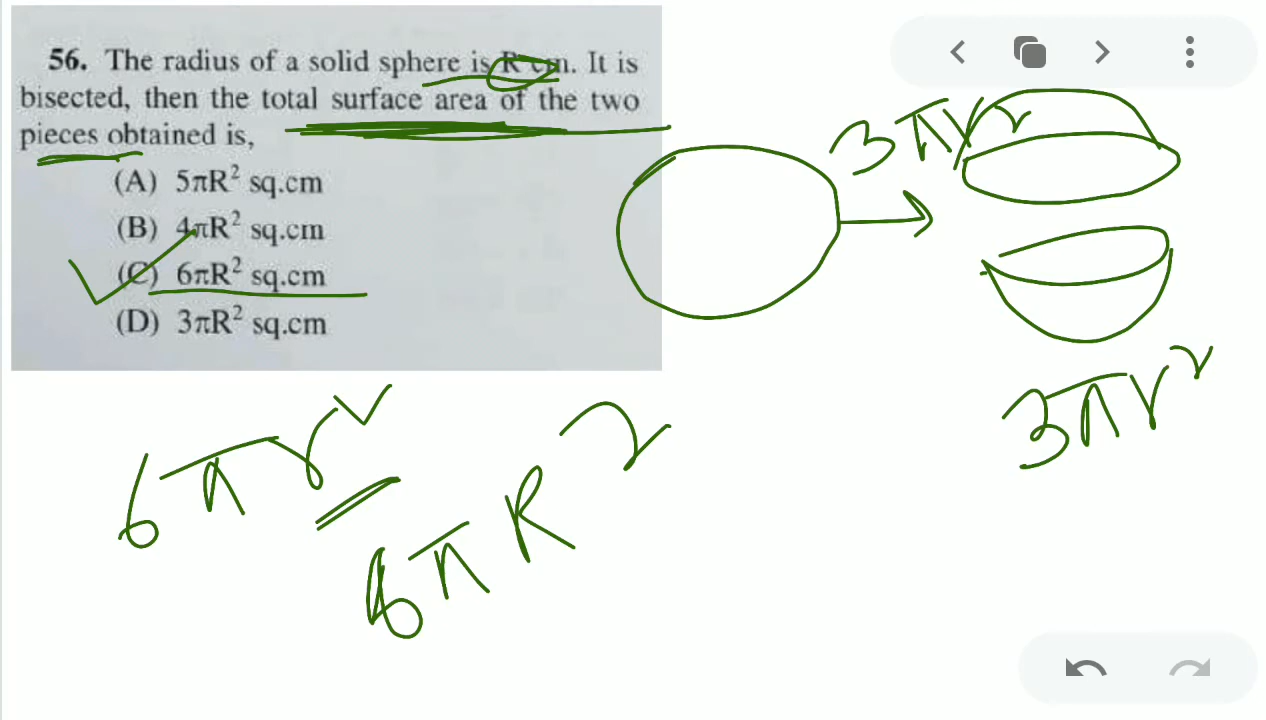 56. The radius of a solid sphere is R cm. It is
bisected, then the total surface area of the two
pieces obtained is,
(A) 5πR² sq.cm
(B) 4πR² sq.cm
(C) 6πR² sq.cm
(D) 3πR² sq.cm
3πr²
3πr²
6πr²
6πR²